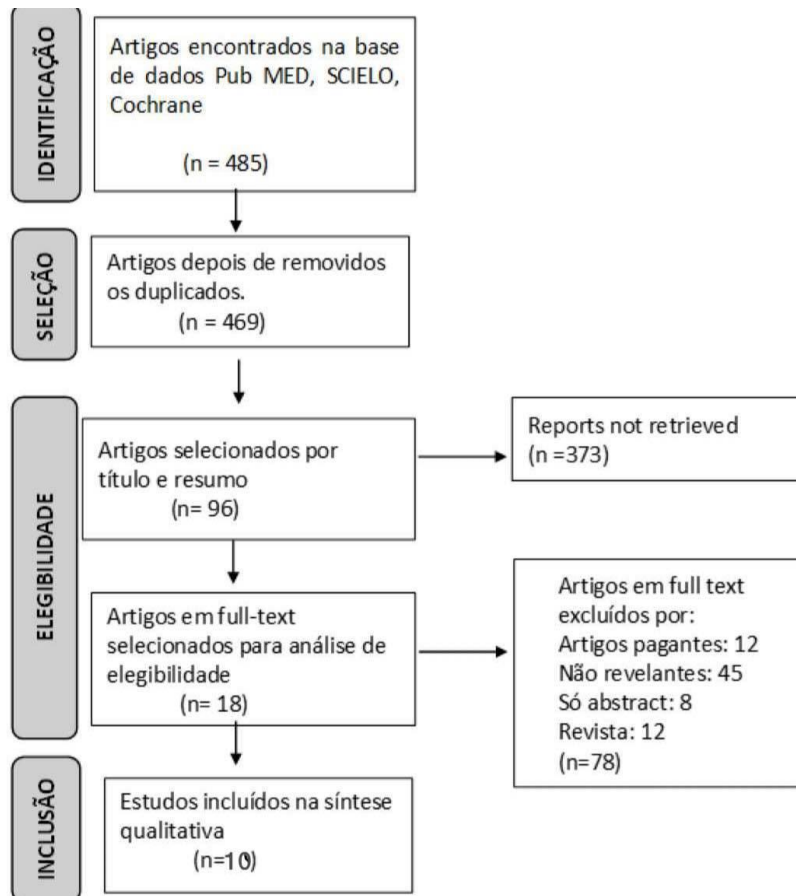 IDENTIFICAÇÃO
Artigos encontrados na base
de dados Pub MED, SCIELO,
Cochrane
(n = 485)
SELEÇÃO
Artigos depois de removidos
os duplicados.
(n = 469)
ELEGIBILIDADE
Artigos selecionados por
título e resumo
(n= 96)
Reports not retrieved
(n =373)
Artigos em full-text
selecionados para análise de
elegibilidade
(n= 18)
Artigos em full text
excluídos por:
Artigos pagantes: 12
Não revelantes: 45
Só abstract: 8
Revista: 12
(n=78)
INCLUSÃO
Estudos incluídos na síntese
qualitativa
(n=10)